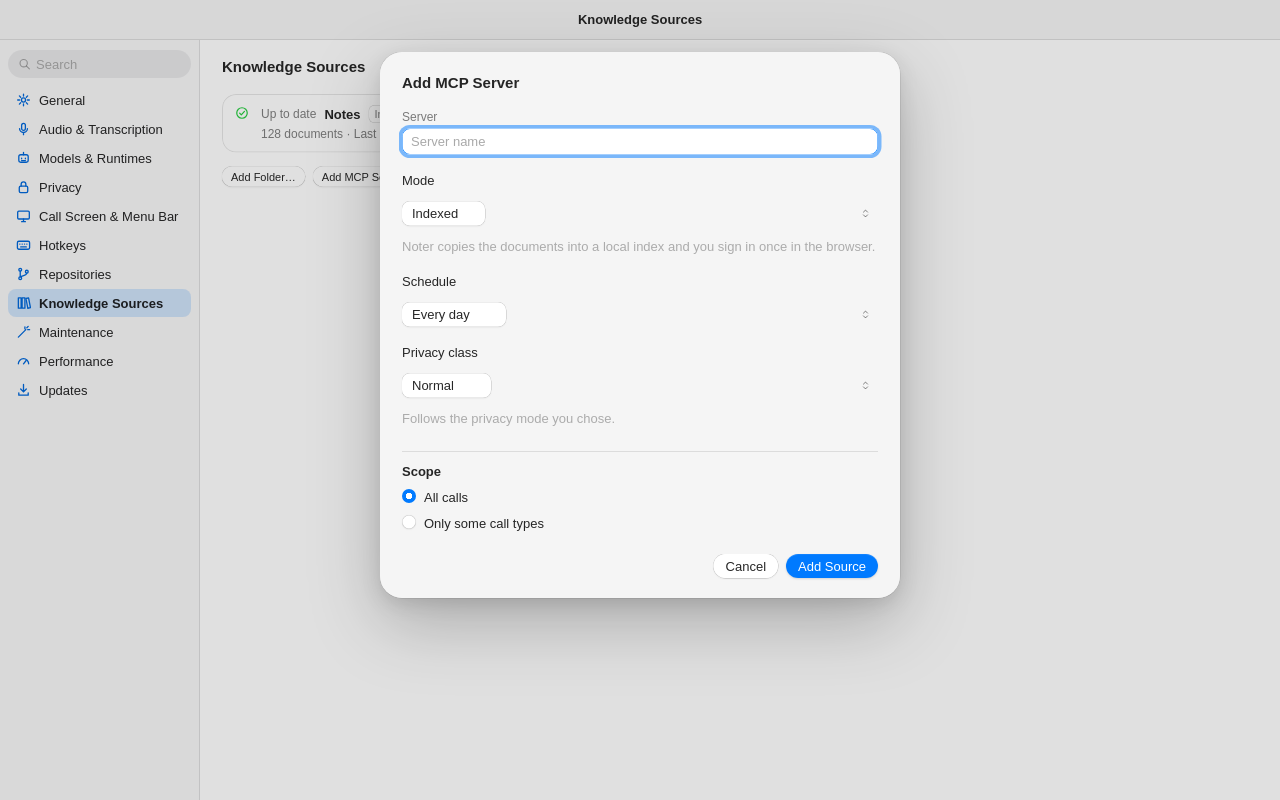 Knowledge Sources
Search
General
Audio & Transcription
Models & Runtimes
Privacy
Call Screen & Menu Bar
Hotkeys
Repositories
Knowledge Sources
Maintenance
Performance
Updates
Knowledge Sources
Up to date Notes
128 documents · Last
Add Folder…
Add MCP
Add MCP Server
Server
Server name
Mode
Indexed
Noter copies the documents into a local index and you sign in once in the browser.
Schedule
Every day
Privacy class
Normal
Follows the privacy mode you chose.
Scope
All calls
Only some call types
Cancel
Add Source